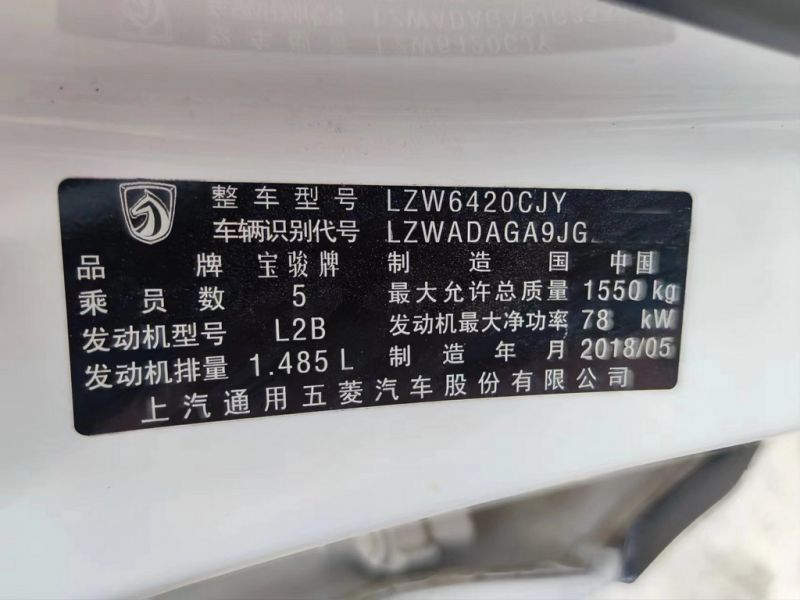 整车型号 LZW6420CJY
车辆识别代号 LZWADAGA9JG
品牌 宝骏牌 制造国 中国
乘员数 5 最大允许总质量 1550 kg
发动机型号 L2B 发动机最大净功率 78 kW
发动机排量 1.485 L 制造年月 2018/05
上汽通用五菱汽车股份有限公司